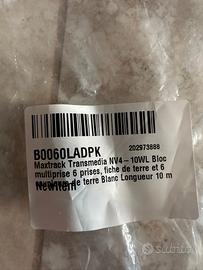 B0060LADPK
202973888
Maxtrack Transmedia NV4-10WL Bloc
multiprise 6 prises, fiche de terre et 6
de terre Blanc Longueur 10 m
Subito